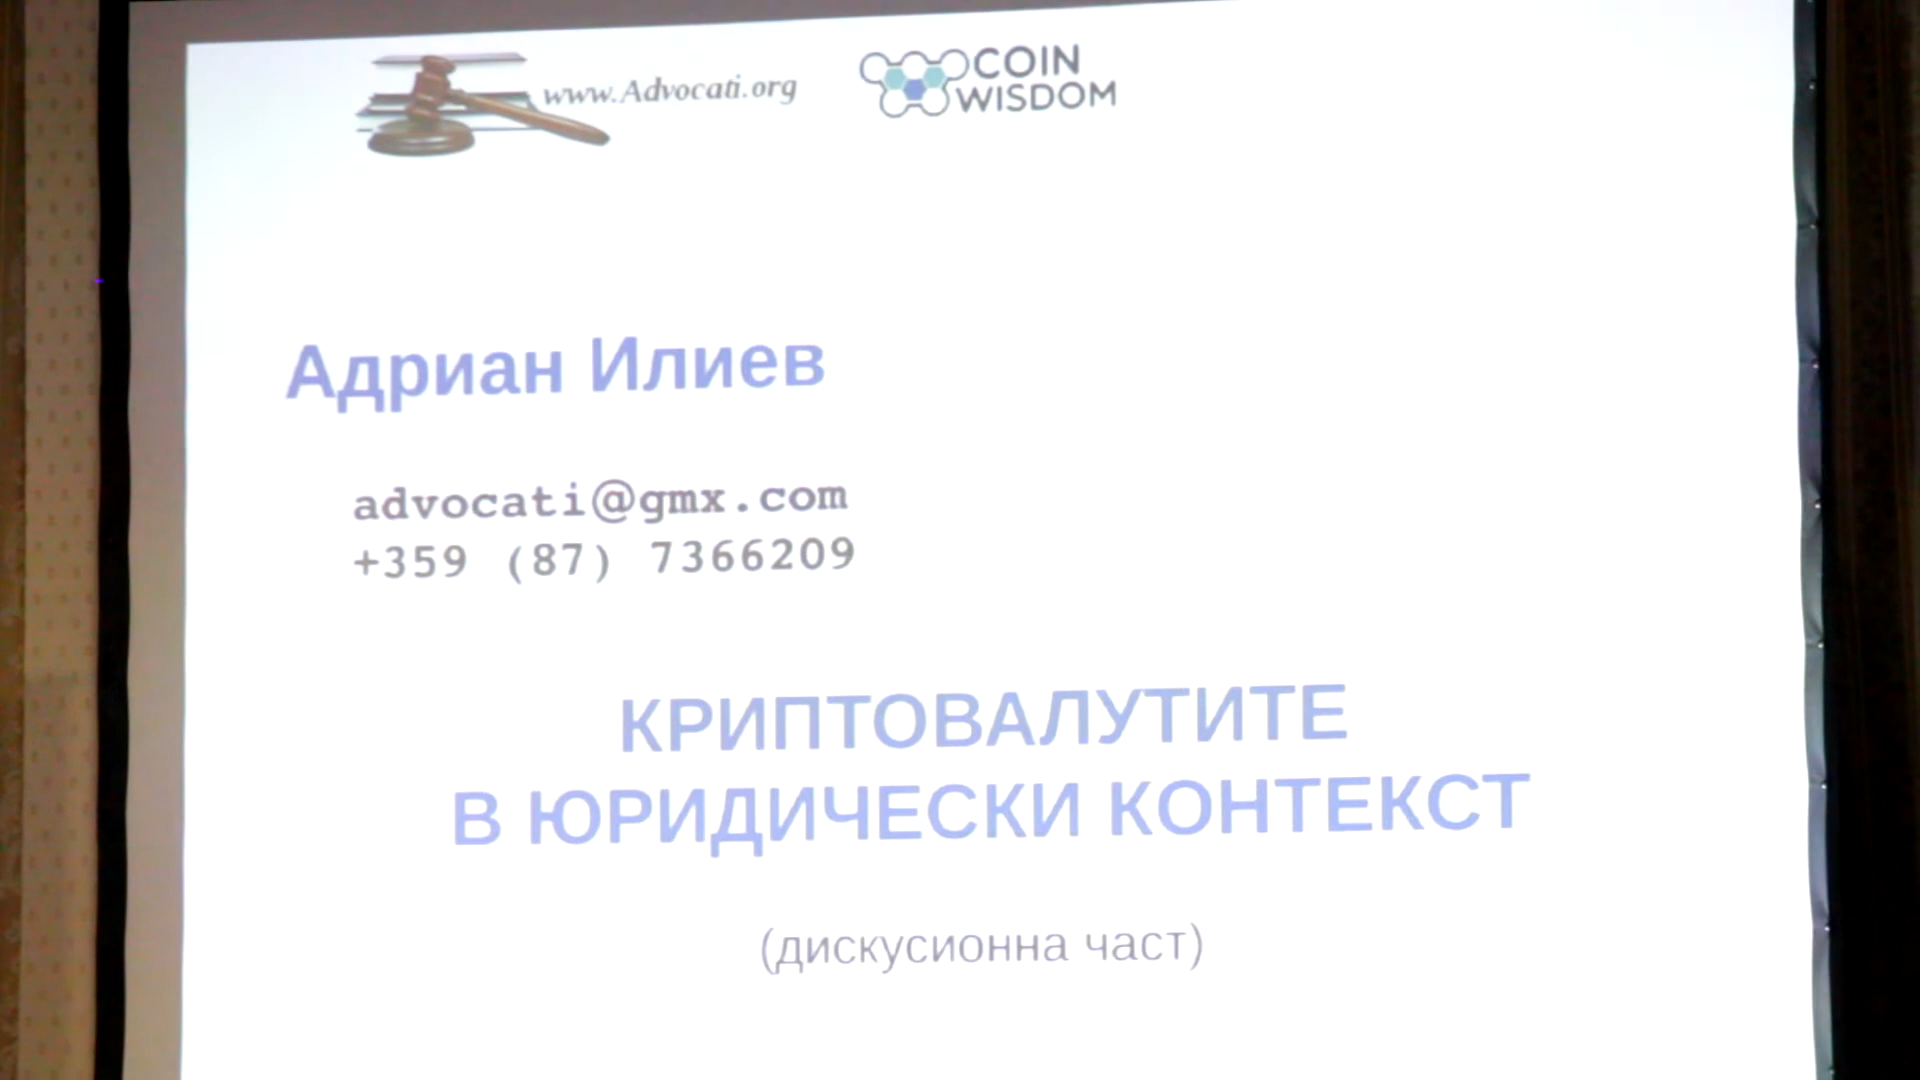 www.Advocati.org
COIN
WISDOM
Адриан Илиев
advocati@gmx.com
+359 (87) 7366209
КРИПТОВАЛУТИТЕ
В ЮРИДИЧЕСКИ КОНТЕКСТ
(дискусионна част)